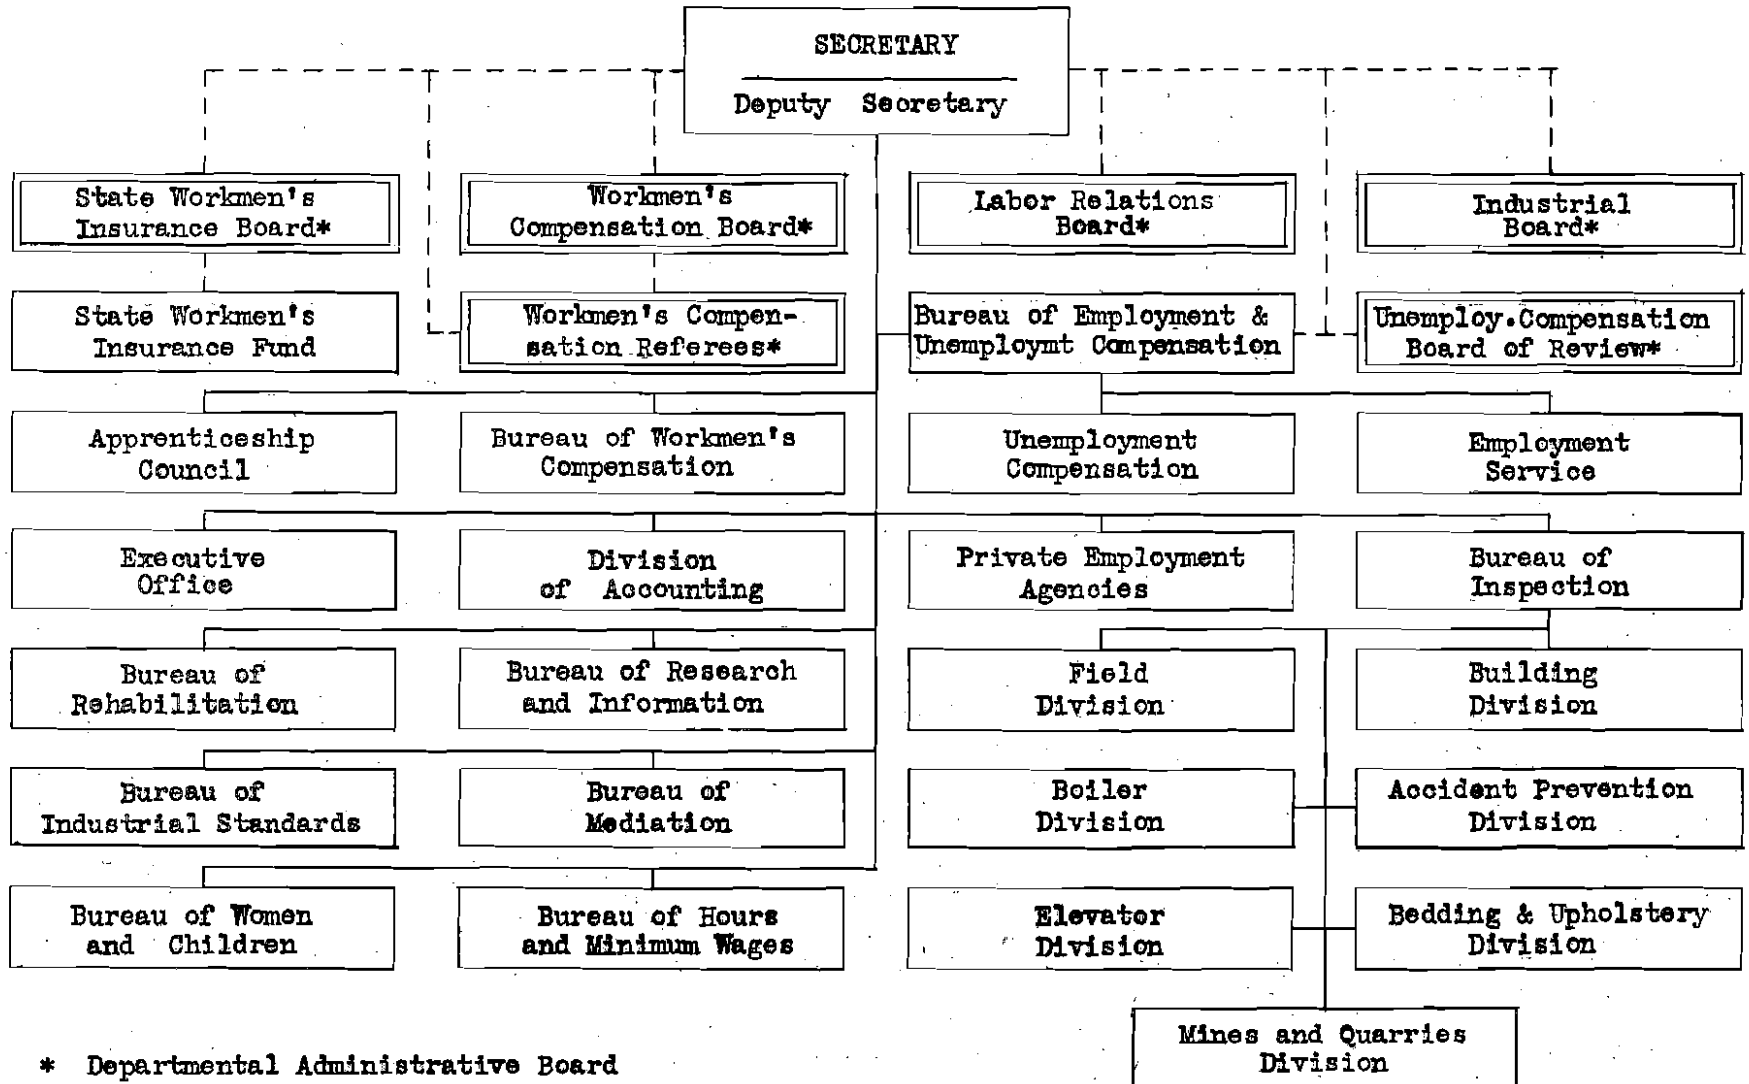 SECRETARY
Deputy Secretary
State Workmen's
Insurance Board*
Workmen's
Compensation Board*
Labor Relations
Board*
Industrial
Board*
State Workmen's
Insurance Fund
Workmen's Compen-
sation Referees*
Bureau of Employment &
Unemploymt Compensation
Unemploy.Compensation
Board of Review*
Apprenticeship
Council
Bureau of Workmen's
Compensation
Unemployment
Compensation
Employment
Service
Executive
Office
Division
of Accounting
Private Employment
Agencies
Bureau of
Inspection
Bureau of
Rehabilitation
Bureau of Research
and Information
Field
Division
Building
Division
Bureau of
Industrial Standards
Bureau of
Mediation
Boiler
Division
Accident Prevention
Division
Bureau of Women
and Children
Bureau of Hours
and Minimum Wages
Elevator
Division
Bedding & Upholstery
Division
Mines and Quarries
Division
* Departmental Administrative Board